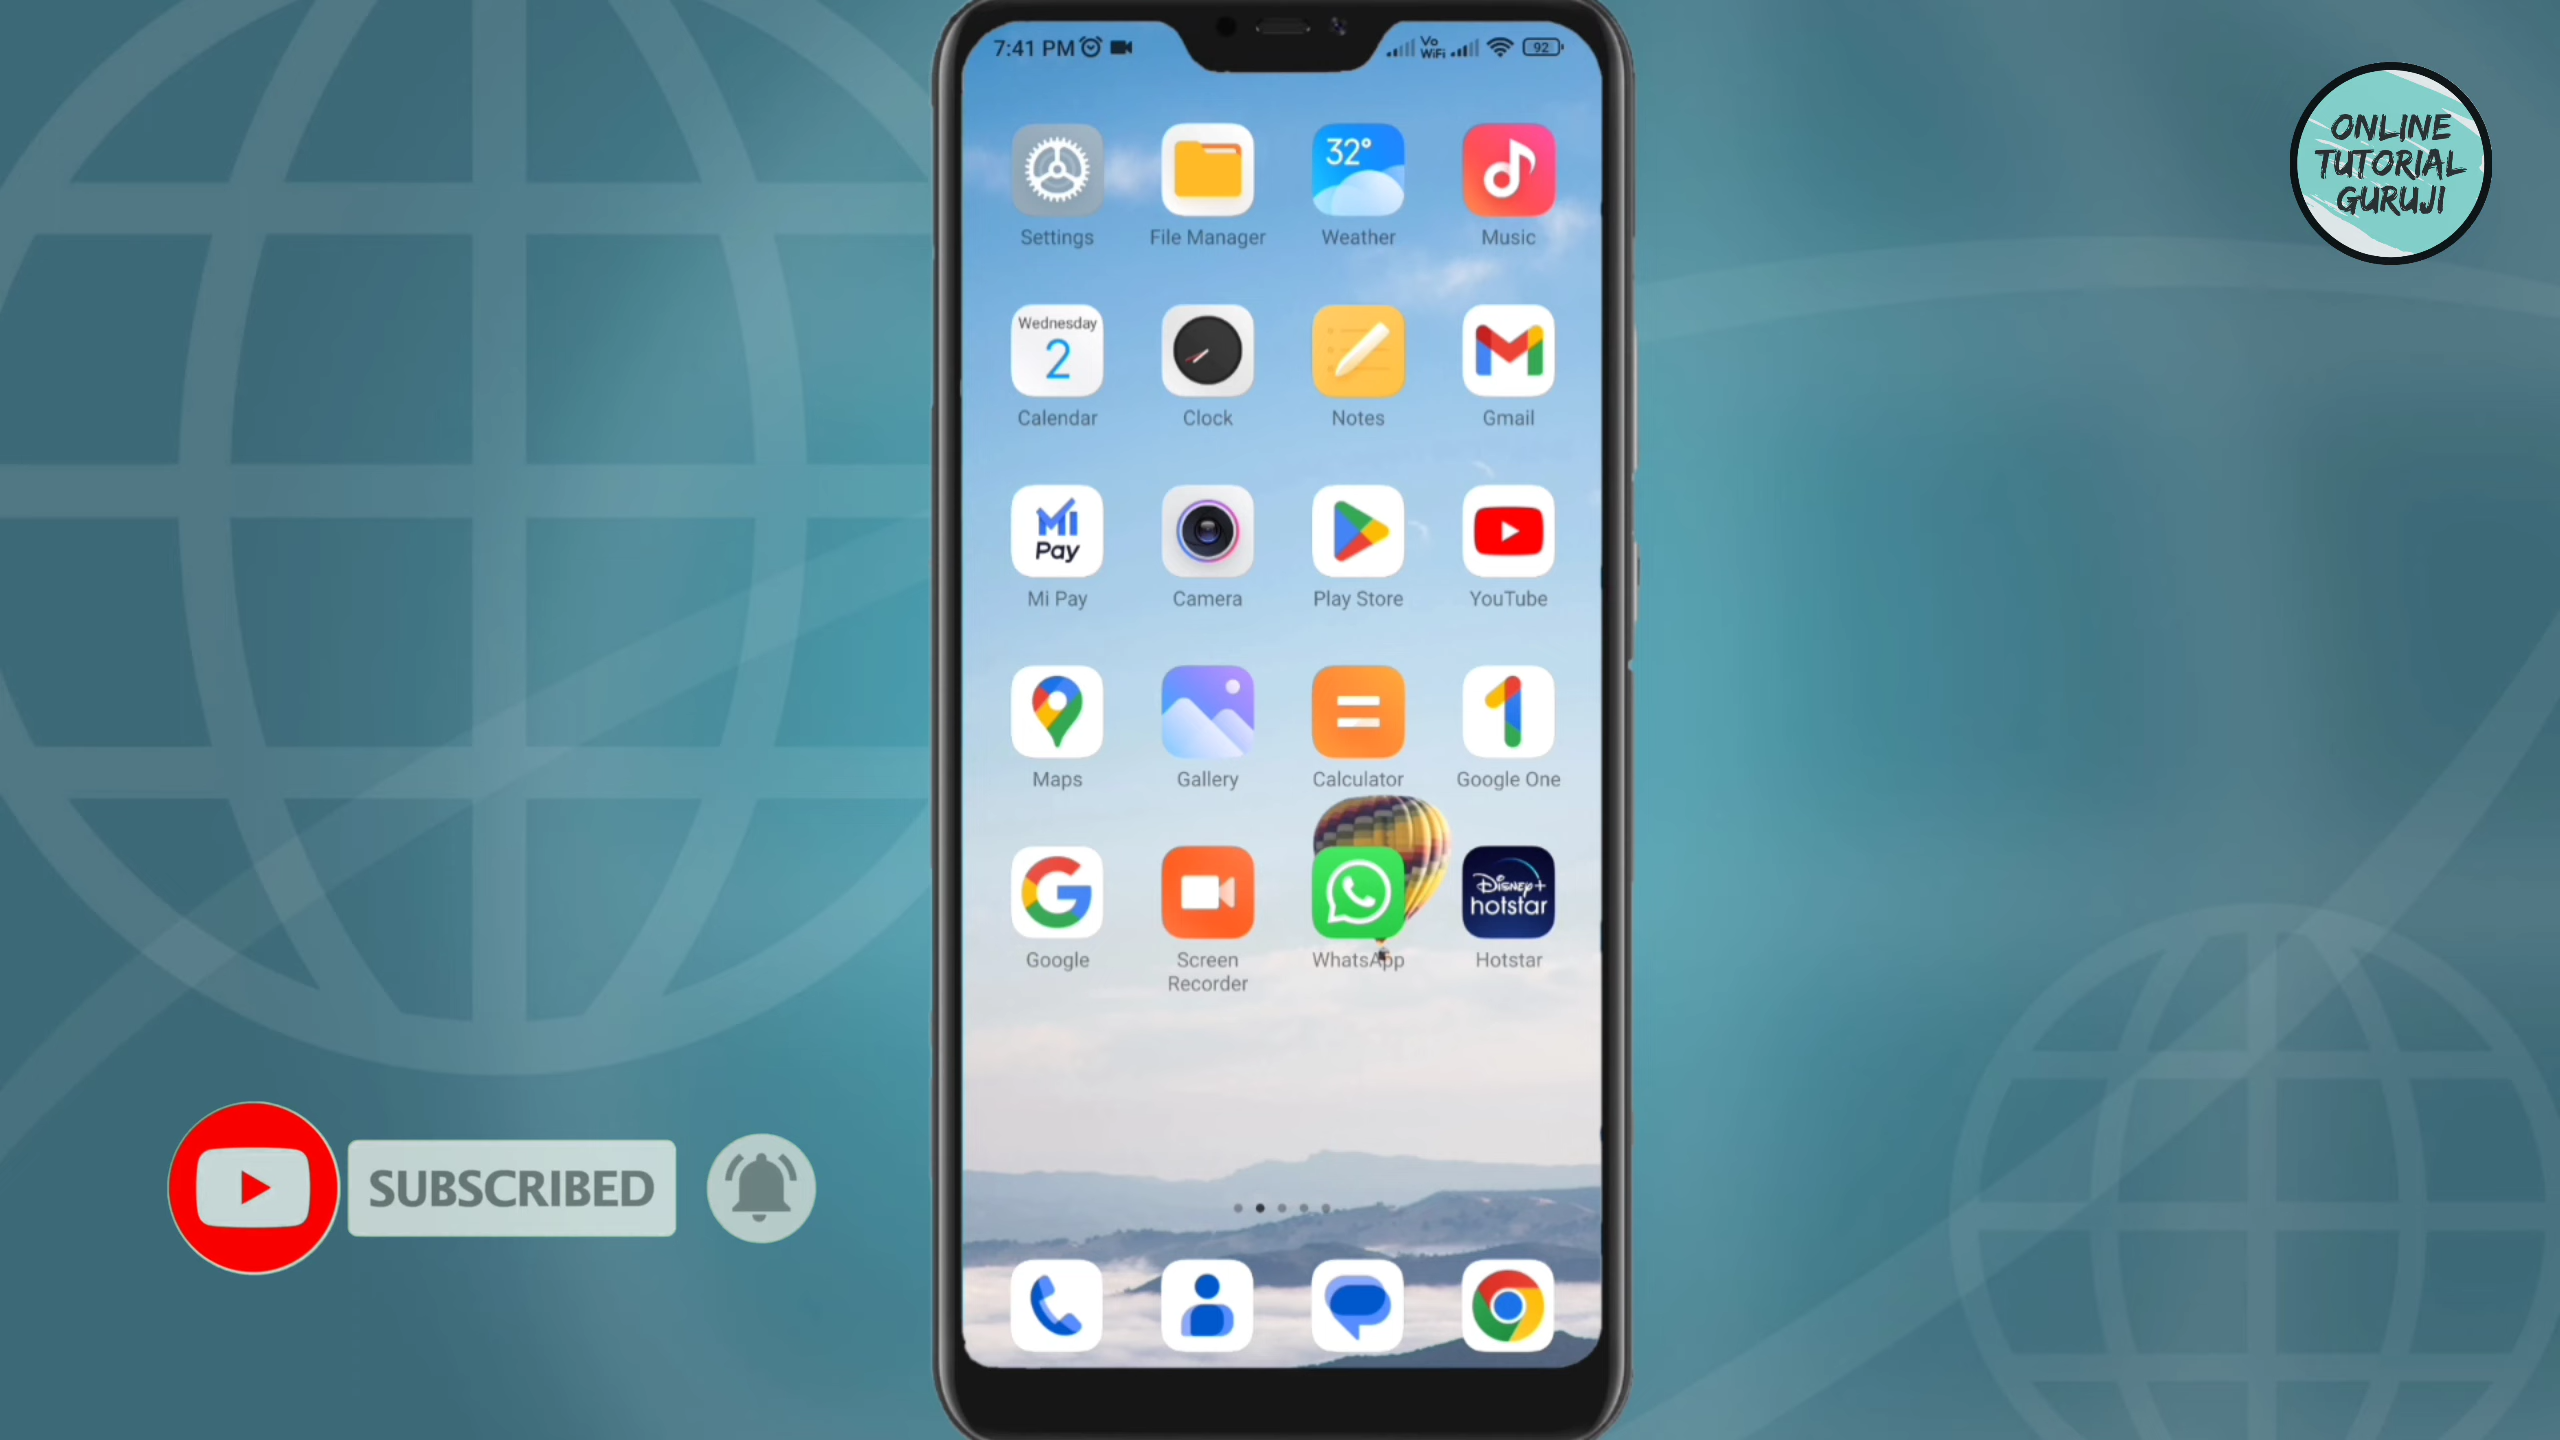 7:41 PM
Vo
WiFi
92
ONLINE
TUTORIAL
GURUJI
32°
Settings
File Manager
Weather
Music
Wednesday
2
Calendar
Clock
Notes
Gmail
MI
Pay
Mi Pay
Camera
Play Store
YouTube
Maps
Gallery
Calculator
Google One
Disney+
hotstar
Google
Screen
Recorder
WhatsApp
Hotstar
SUBSCRIBED